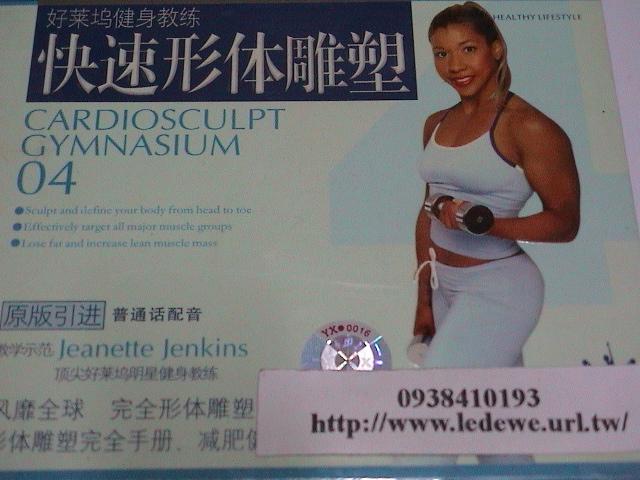 好莱坞健身教练
HEALTHY LIFESTYLE
快速形体雕塑
CARDIOSCULPT
GYMNASIUM
04
●Sculpt and define your body from head to toe
●Effectively target all major muscle groups
●Lose fat and increase lean muscle mass
原版引进 普通话配音
YX●0016
教学示范 Jeanette Jenkins
顶尖好莱坞明星健身教练
风靡全球 完全形体雕塑
形体雕塑完全手册、减肥健
0938410193
http://www.ledewe.url.tw/